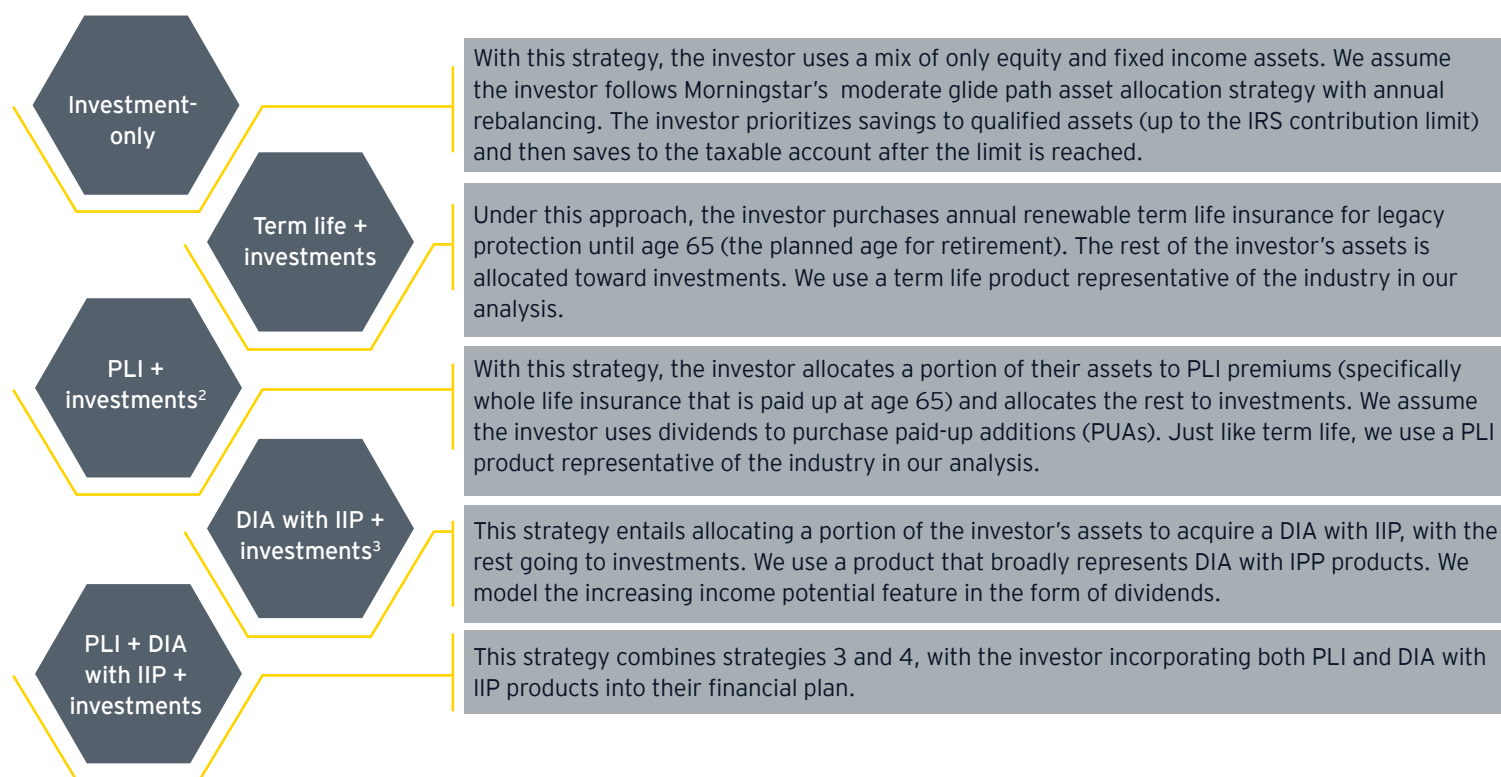 Investment-
only
With this strategy, the investor uses a mix of only equity and fixed income assets. We assume
the investor follows Morningstar's moderate glide path asset allocation strategy with annual
rebalancing. The investor prioritizes savings to qualified assets (up to the IRS contribution limit)
and then saves to the taxable account after the limit is reached.
Term life +
investments
Under this approach, the investor purchases annual renewable term life insurance for legacy
protection until age 65 (the planned age for retirement). The rest of the investor's assets is
allocated toward investments. We use a term life product representative of the industry in our
analysis.
PLI +
investments²
With this strategy, the investor allocates a portion of their assets to PLI premiums (specifically
whole life insurance that is paid up at age 65) and allocates the rest to investments. We assume
the investor uses dividends to purchase paid-up additions (PUAs). Just like term life, we use a PLI
product representative of the industry in our analysis.
DIA with IIP +
investments³
This strategy entails allocating a portion of the investor's assets to acquire a DIA with IIP, with the
rest going to investments. We use a product that broadly represents DIA with IPP products. We
model the increasing income potential feature in the form of dividends.
PLI + DIA
with IIP +
investments
This strategy combines strategies 3 and 4, with the investor incorporating both PLI and DIA with
IIP products into their financial plan.